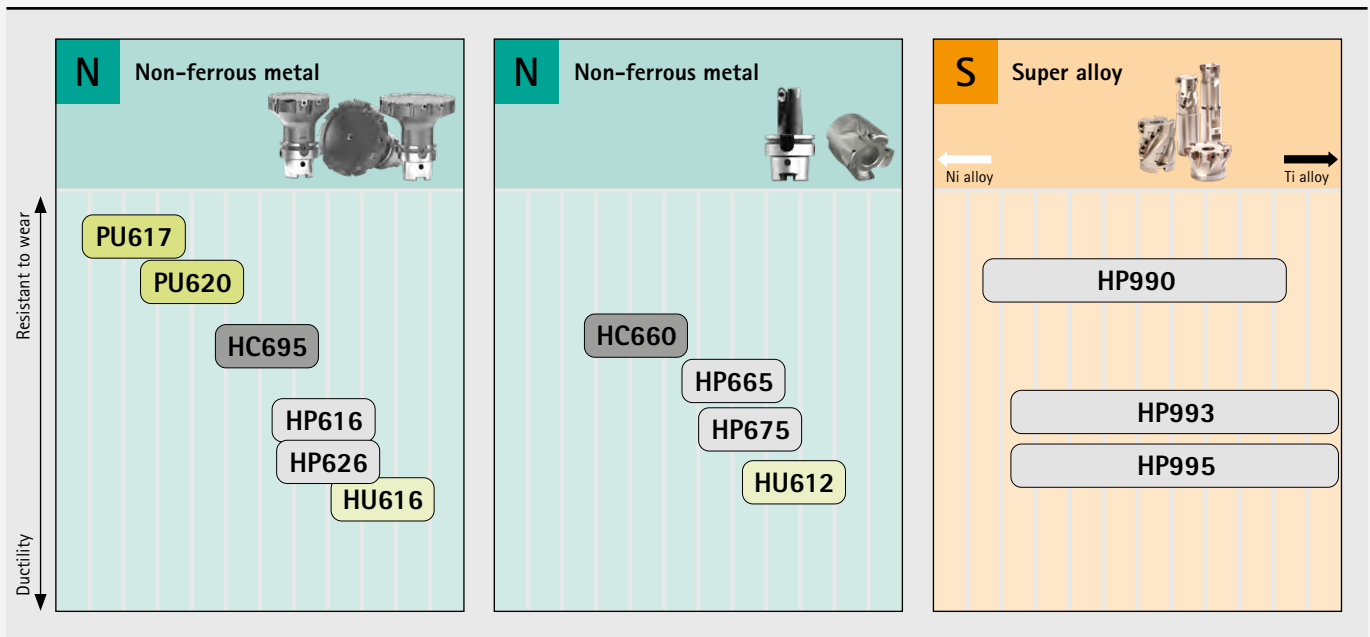 N Non-ferrous metal
N Non-ferrous metal
S Super alloy
Ni alloy
Ti alloy
Resistant to wear
Ductility
PU617
PU620
HC695
HP616
HP626
HU616
HC660
HP665
HP675
HU612
HP990
HP993
HP995